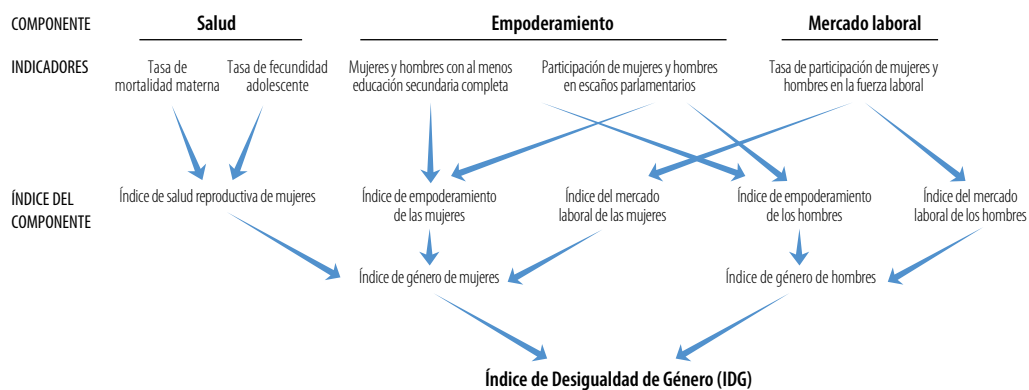 COMPONENTE
Salud
Empoderamiento
Mercado laboral
INDICADORES
Tasa de
mortalidad materna
Tasa de fecundidad
adolescente
Mujeres y hombres con al menos
educación secundaria completa
Participación de mujeres y hombres
en escaños parlamentarios
Tasa de participación de mujeres y
hombres en la fuerza laboral
ÍNDICE DEL
COMPONENTE
Índice de salud reproductiva de mujeres
Índice de empoderamiento
de las mujeres
Índice del mercado
laboral de las mujeres
Índice de empoderamiento
de los hombres
Índice del mercado
laboral de los hombres
Índice de género de mujeres
Índice de género de hombres
Índice de Desigualdad de Género (IDG)